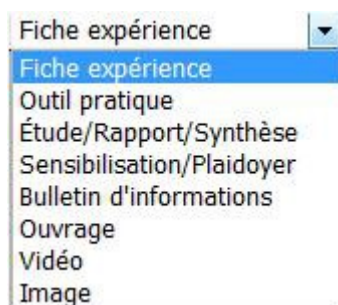 Fiche expérience
Fiche expérience
Outil pratique
Étude/Rapport/Synthèse
Sensibilisation/Plaidoyer
Bulletin d'informations
Ouvrage
Vidéo
Image